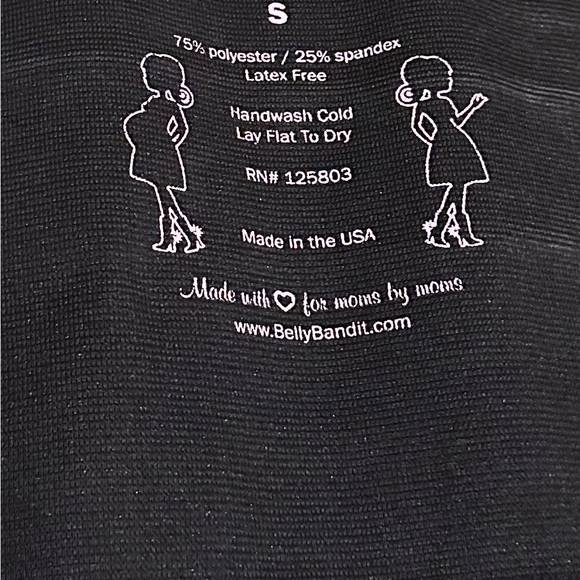 S
75% polyester / 25% spandex
Latex Free
Handwash Cold
Lay Flat To Dry
RN# 125803
Made in the USA
Made with ♡ for moms by moms
www.BellyBandit.com